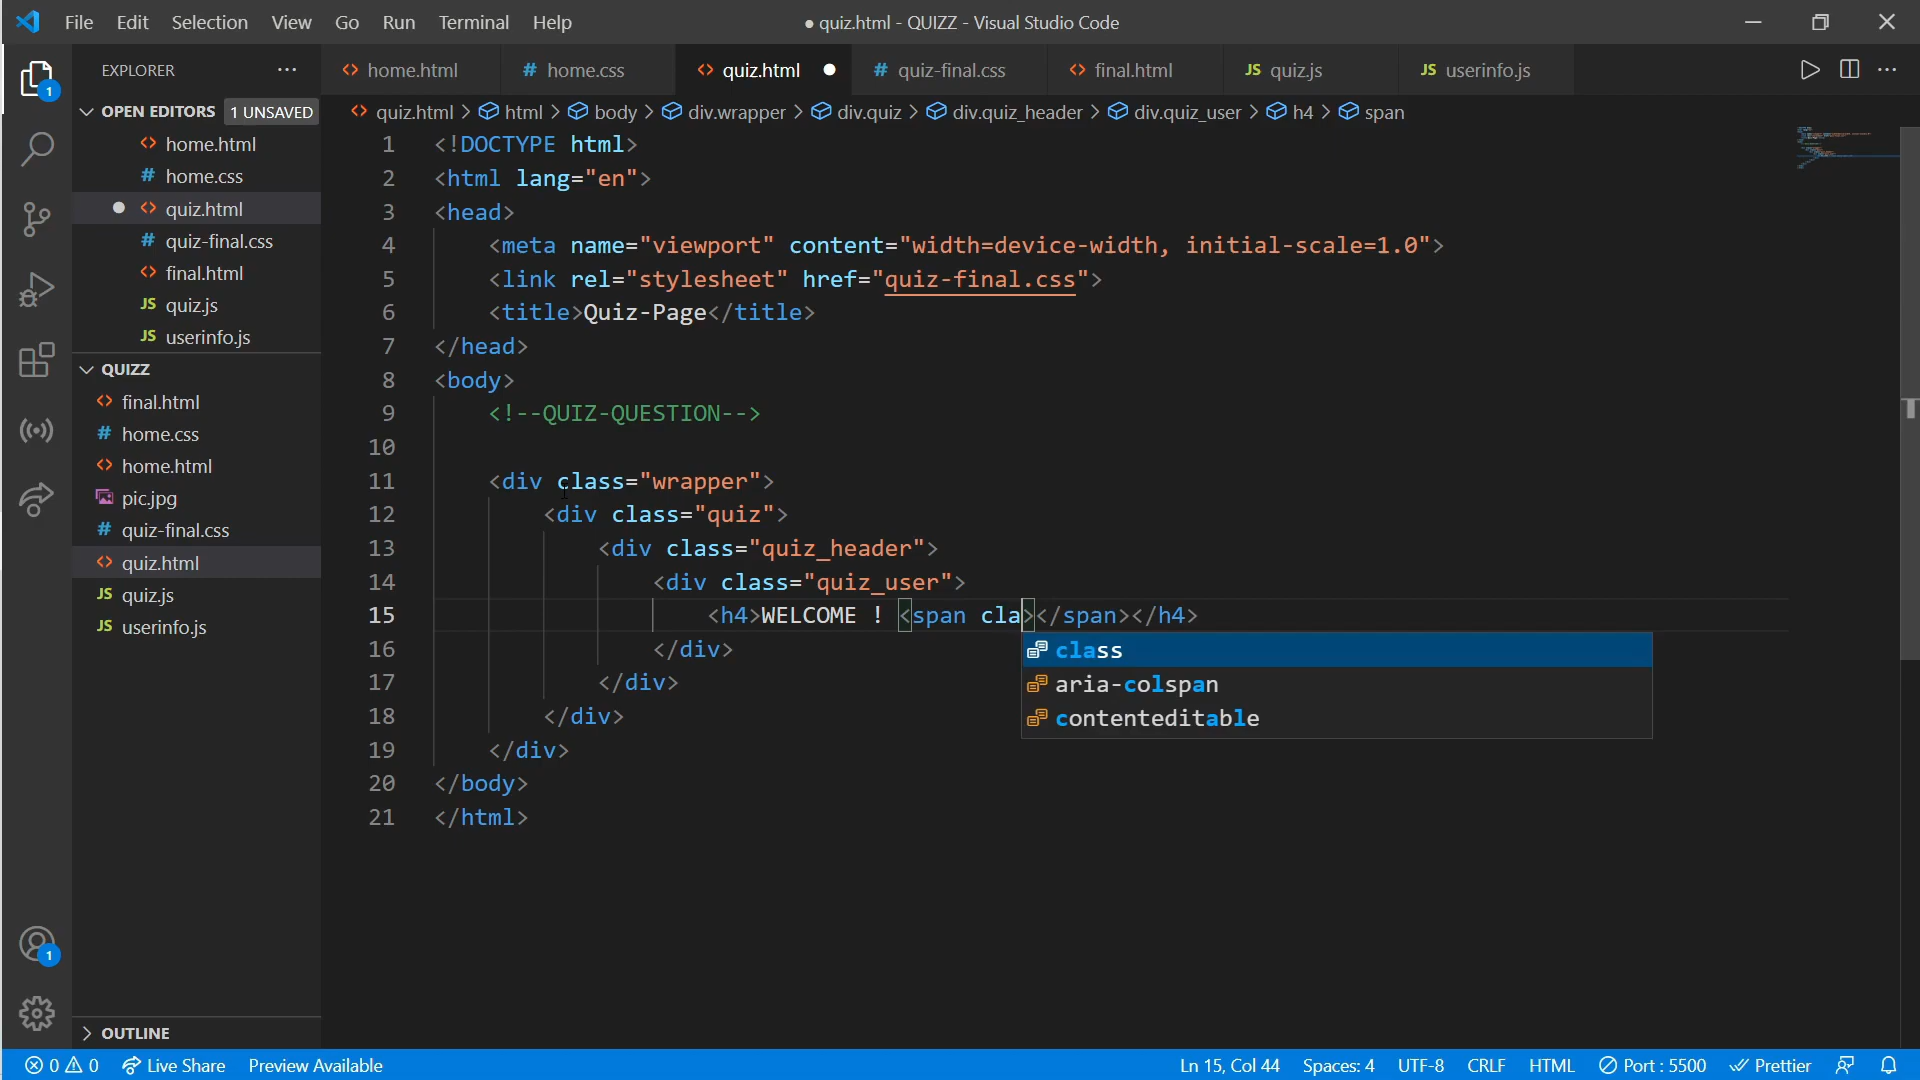 File Edit Selection View Go Run Terminal Help ● quiz.html - QUIZZ - Visual Studio Code
EXPLORER ··· <> home.html # home.css <> quiz.html ● # quiz-final.css <> final.html JS quiz.js JS userinfo.js ···
OPEN EDITORS 1 UNSAVED
<> quiz.html > html > body > div.wrapper > div.quiz > div.quiz_header > div.quiz_user > h4 > span
<> home.html
# home.css
● <> quiz.html
# quiz-final.css
<> final.html
JS quiz.js
JS userinfo.js
QUIZZ
<> final.html
# home.css
<> home.html
pic.jpg
# quiz-final.css
<> quiz.html
JS quiz.js
JS userinfo.js
OUTLINE
1
1
1 <!DOCTYPE html>
2 <html lang="en">
3 <head>
4 <meta name="viewport" content="width=device-width, initial-scale=1.0">
5 <link rel="stylesheet" href="quiz-final.css">
6 <title>Quiz-Page</title>
7 </head>
8 <body>
9 <!--QUIZ-QUESTION-->
10
11 <div class="wrapper">
12 <div class="quiz">
13 <div class="quiz_header">
14 <div class="quiz_user">
15 <h4>WELCOME ! <span cla></span></h4>
16 </div>
17 </div>
18 </div>
19 </div>
20 </body>
21 </html>
class
aria-colspan
contenteditable
0 0 Live Share Preview Available Ln 15, Col 44 Spaces: 4 UTF-8 CRLF HTML Port : 5500 Prettier